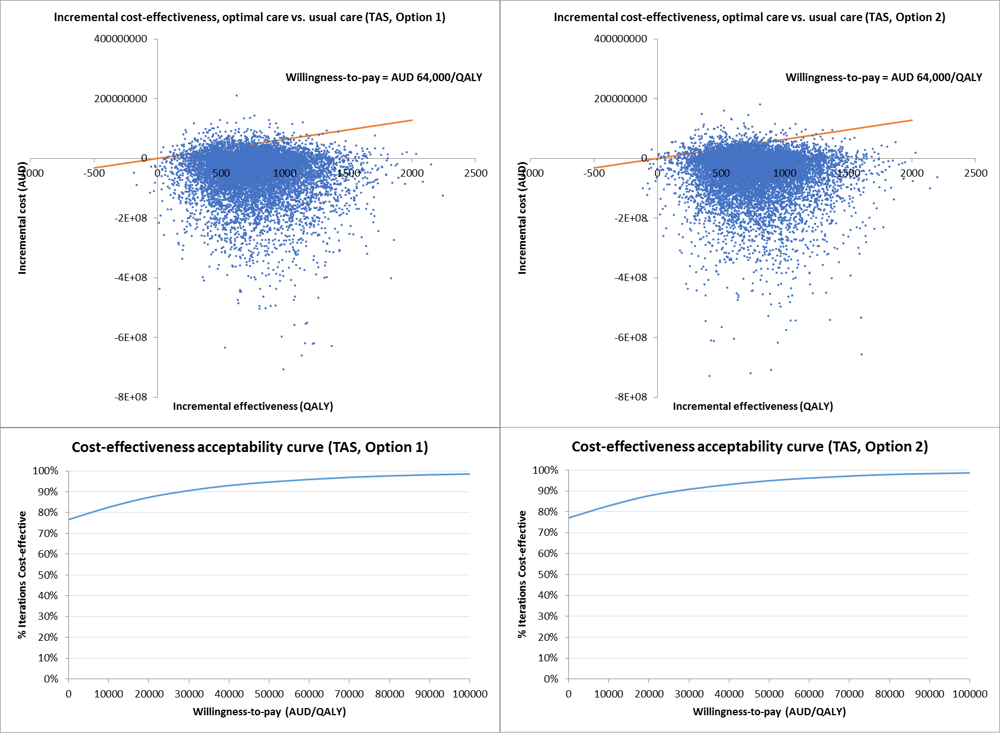 Incremental cost-effectiveness, optimal care vs. usual care (TAS, Option 1)
400000000
Willingness-to-pay = AUD 64,000/QALY
200000000
0
-500 0 500 1000 1500 2000 2500
-2E+08
-4E+08
-6E+08
-8E+08
Incremental cost (AUD)
Incremental effectiveness (QALY)
Incremental cost-effectiveness, optimal care vs. usual care (TAS, Option 2)
400000000
Willingness-to-pay = AUD 64,000/QALY
200000000
0
-500 0 500 1000 1500 2000 2500
-2E+08
-4E+08
-6E+08
-8E+08
Incremental cost (AUD)
Incremental effectiveness (QALY)
Cost-effectiveness acceptability curve (TAS, Option 1)
100%
90%
80%
70%
60%
50%
40%
30%
20%
10%
0%
% Iterations Cost-effective
0 10000 20000 30000 40000 50000 60000 70000 80000 90000 100000
Willingness-to-pay (AUD/QALY)
Cost-effectiveness acceptability curve (TAS, Option 2)
100%
90%
80%
70%
60%
50%
40%
30%
20%
10%
0%
% Iterations Cost-effective
0 10000 20000 30000 40000 50000 60000 70000 80000 90000 100000
Willingness-to-pay (AUD/QALY)